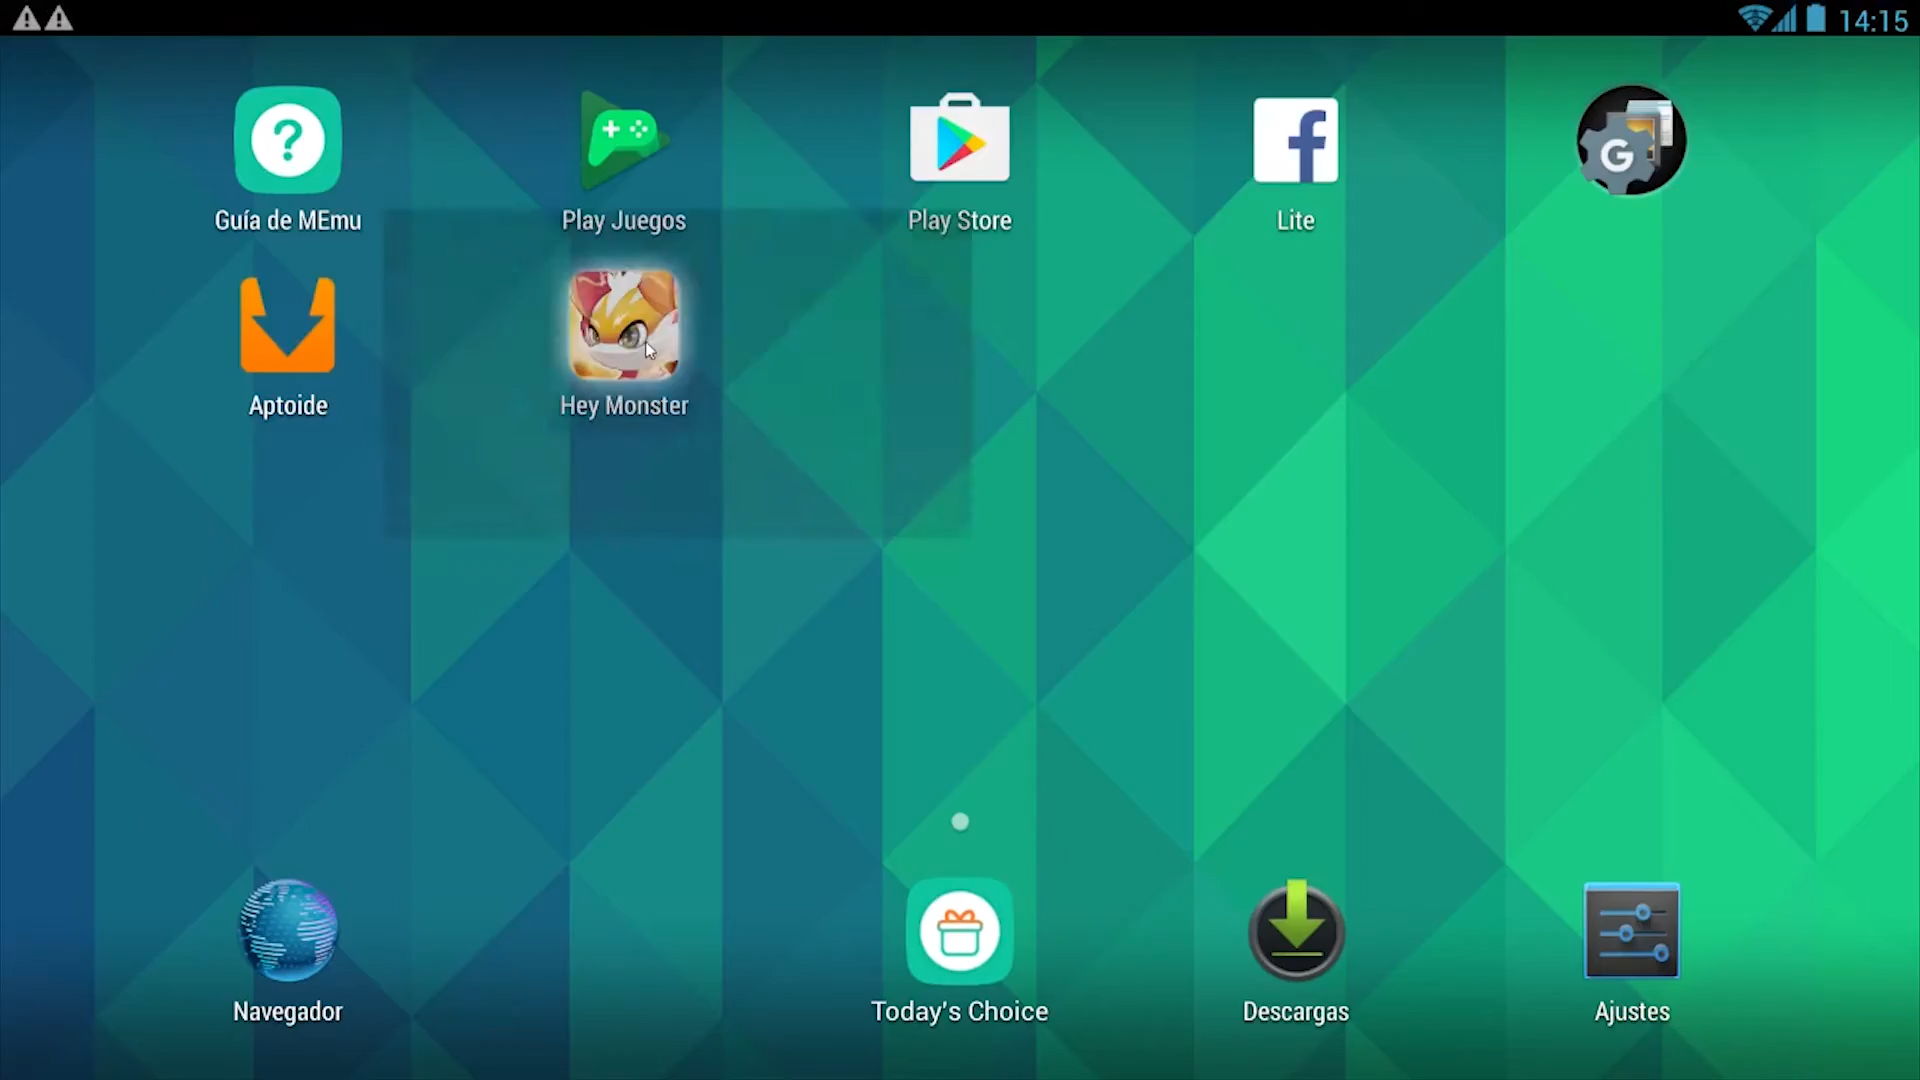 14:15
Guía de MEmu
Play Juegos
Play Store
Lite
G
Aptoide
Hey Monster
Navegador
Today's Choice
Descargas
Ajustes